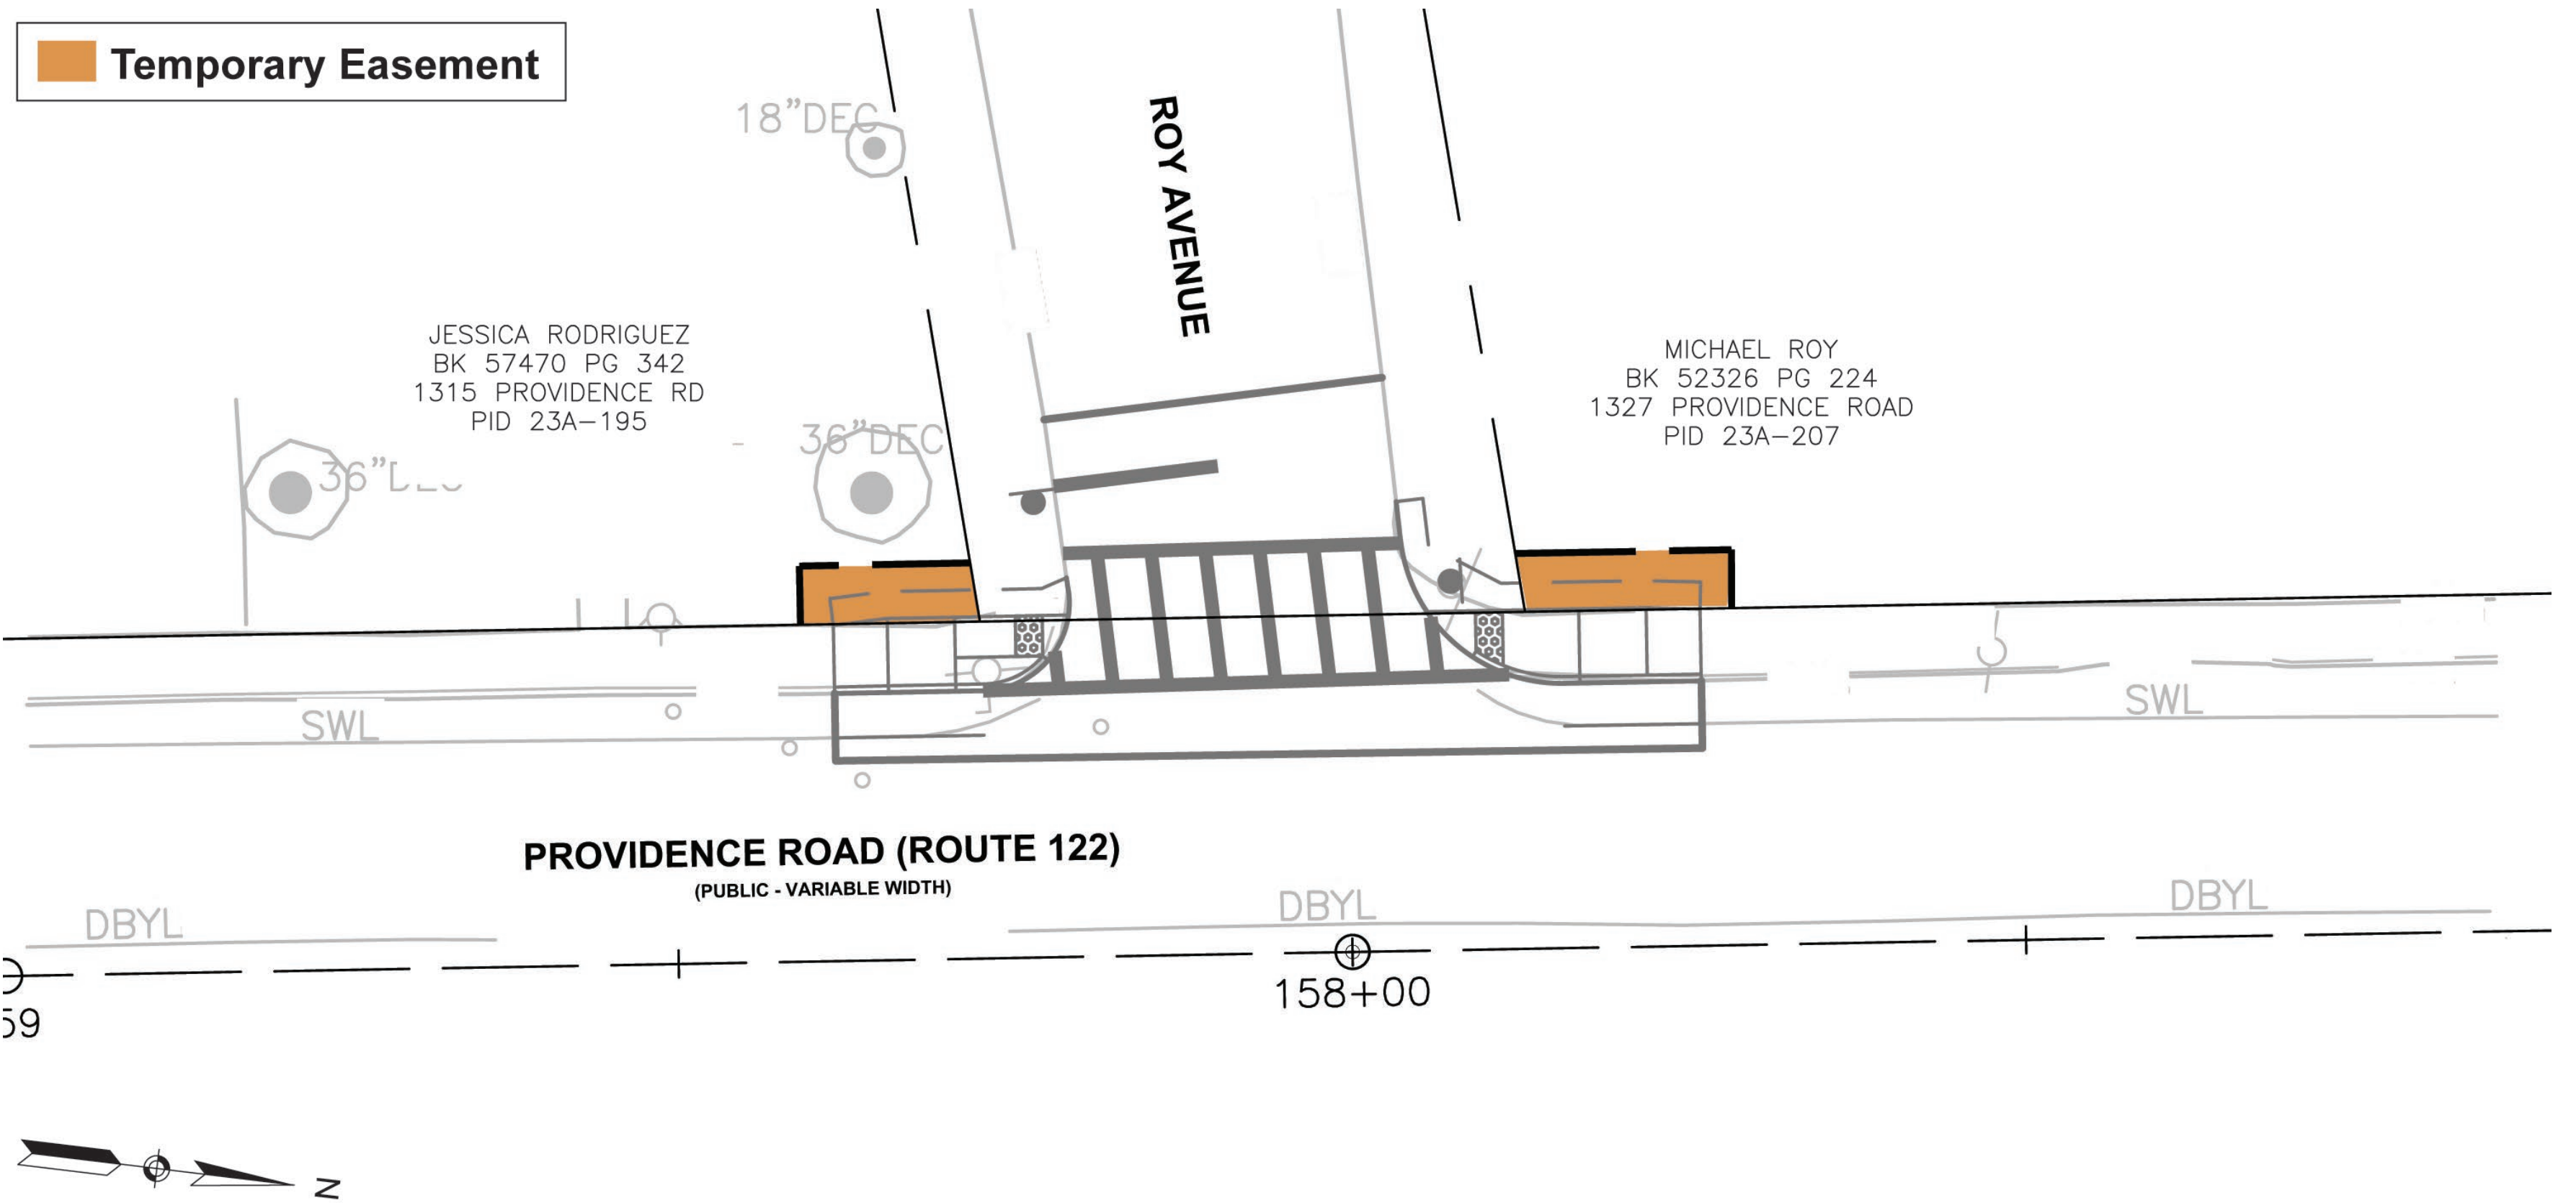 Temporary Easement
18”DEC
ROY AVENUE
JESSICA RODRIGUEZ
BK 57470 PG 342
1315 PROVIDENCE RD
PID 23A-195
MICHAEL ROY
BK 52326 PG 224
1327 PROVIDENCE ROAD
PID 23A-207
36”DEC
36”
SWL
SWL
PROVIDENCE ROAD (ROUTE 122)
(PUBLIC - VARIABLE WIDTH)
DBYL
DBYL
DBYL
158+00
59
N